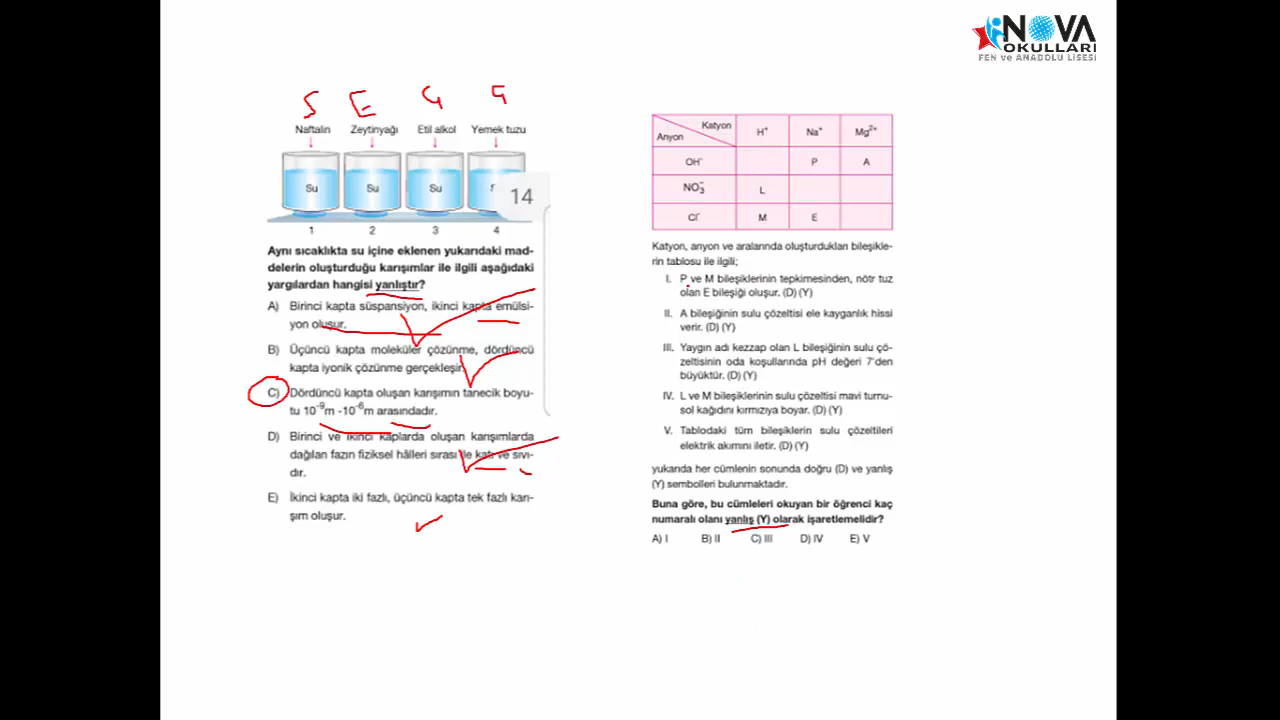 NOVA
OKULLARI
FEN ve ANADOLU LİSESİ
S E Ç Ç
Naftalin Zeytinyağı Etil alkol Yemek tuzu
Su Su Su
14
1 2 3 4
Aynı sıcaklıkta su içine eklenen yukarıdaki mad-
delerin oluşturduğu karışımlar ile ilgili aşağıdaki
yargılardan hangisi yanlıştır?
A) Birinci kapta süspansiyon, ikinci kapta emülsi-
yon oluşur.
B) Üçüncü kapta moleküler çözünme, dördüncü
kapta iyonik çözünme gerçekleşir.
C) Dördüncü kapta oluşan karışımın tanecik boyu-
tu 10⁻⁹m -10⁻⁶m arasındadır.
D) Birinci ve ikinci kaplarda oluşan karışımlarda
dağılan fazın fiziksel hâlleri sırası ile katı ve sıvı-
dır.
E) İkinci kapta iki fazlı, üçüncü kapta tek fazlı karı-
şım oluşur.
Katyon
Anyon
H⁺ Na⁺ Mg²⁺
OH⁻ P A
NO₃⁻ L
Cl⁻ M E
Katyon, anyon ve aralarında oluşturdukları bileşikle-
rin tablosu ile ilgili;
I. P ve M bileşiklerinin tepkimesinden, nötr tuz
olan E bileşiği oluşur. (D) (Y)
II. A bileşiğinin sulu çözeltisi ele kayganlık hissi
verir. (D) (Y)
III. Yaygın adı kezzap olan L bileşiğinin sulu çö-
zeltisinin oda koşullarında pH değeri 7'den
büyüktür. (D) (Y)
IV. L ve M bileşiklerinin sulu çözeltisi mavi turnu-
sol kağıdını kırmızıya boyar. (D) (Y)
V. Tablodaki tüm bileşiklerin sulu çözeltileri
elektrik akımını iletir. (D) (Y)
yukarıda her cümlenin sonunda doğru (D) ve yanlış
(Y) sembolleri bulunmaktadır.
Buna göre, bu cümleleri okuyan bir öğrenci kaç
numaralı olanı yanlış (Y) olarak işaretlemelidir?
A) I B) II C) III D) IV E) V